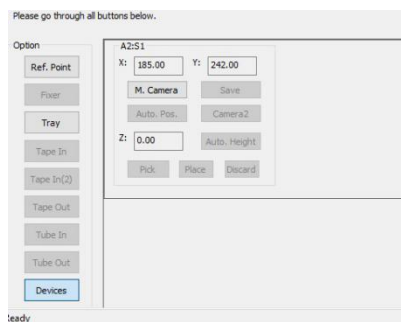 Please go through all buttons below.
Option
Ref. Point
Fixer
Tray
Tape In
Tape In(2)
Tape Out
Tube In
Tube Out
Devices
A2:S1
X: 185.00 Y: 242.00
M. Camera Save
Auto. Pos. Camera2
Z: 0.00 Auto. Height
Pick Place Discard
Ready